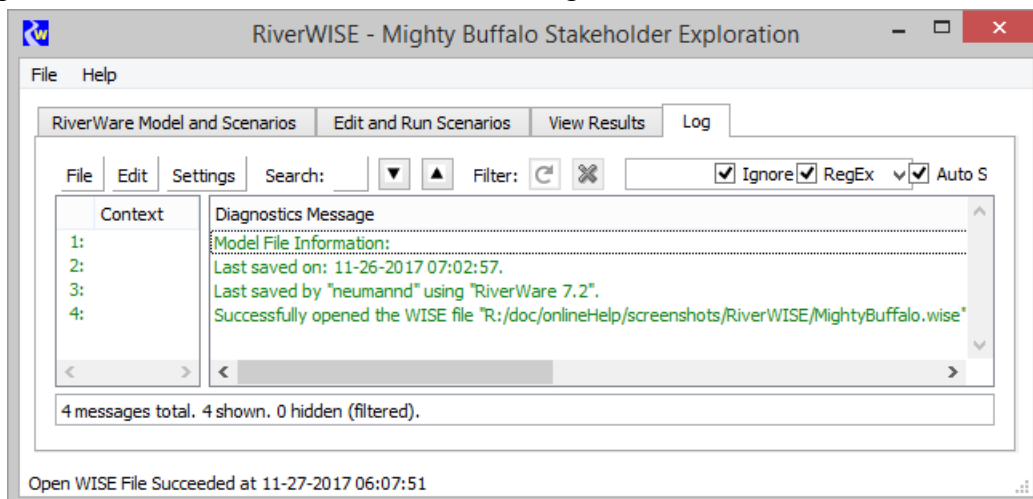 RiverWISE - Mighty Buffalo Stakeholder Exploration
File Help
RiverWare Model and Scenarios Edit and Run Scenarios View Results Log
File Edit Settings Search: Filter: Ignore RegEx Auto S
Context Diagnostics Message
1: Model File Information:
2: Last saved on: 11-26-2017 07:02:57.
3: Last saved by "neumannd" using "RiverWare 7.2".
4: Successfully opened the WISE file "R:/doc/onlineHelp/screenshots/RiverWISE/MightyBuffalo.wise"
4 messages total. 4 shown. 0 hidden (filtered).
Open WISE File Succeeded at 11-27-2017 06:07:51